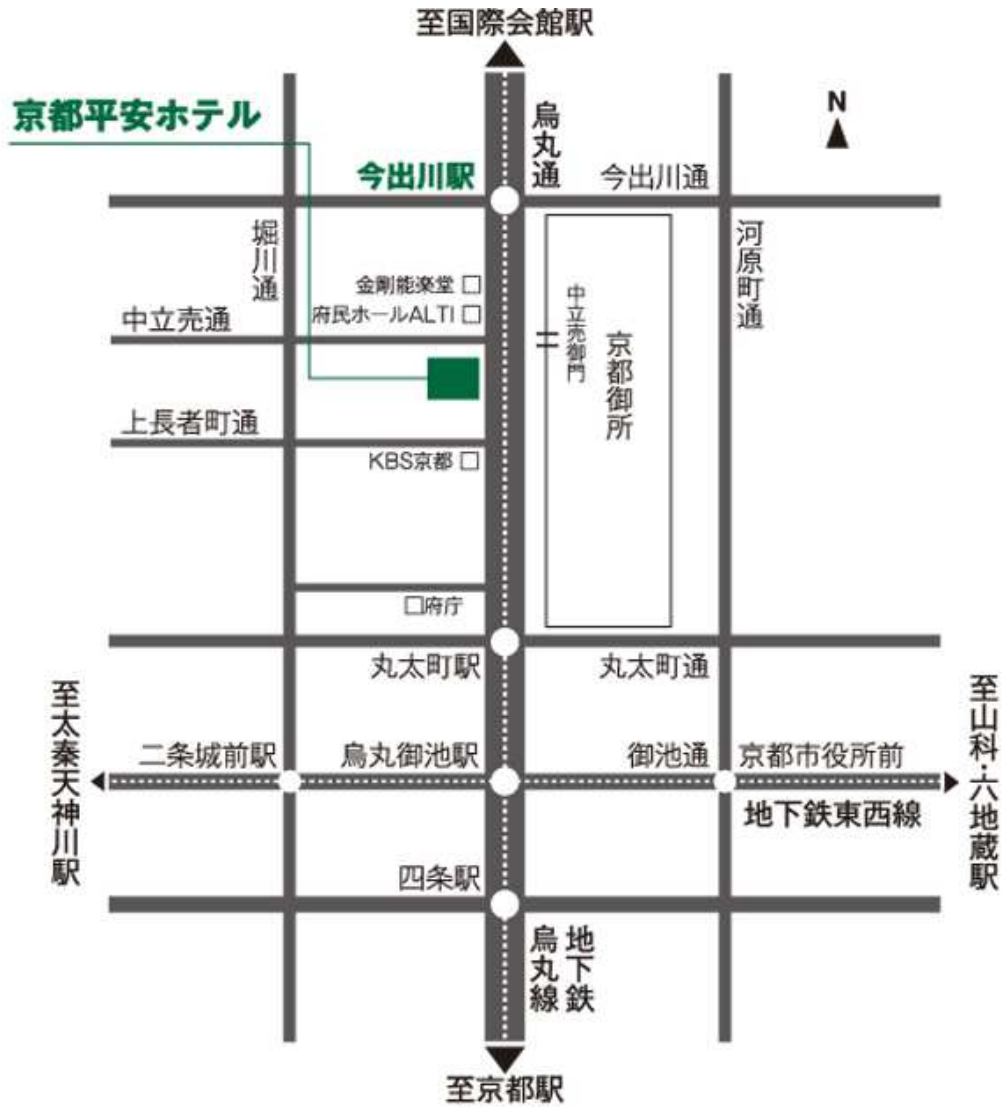 至国際会館駅
京都平安ホテル
N
烏丸通
今出川駅
今出川通
堀川通
河原町通
金剛能楽堂
府民ホールALTI
中立売通
中立売御門
京都御所
上長者町通
KBS京都
府庁
丸太町駅
丸太町通
至太秦天神川駅
至山科・六地蔵駅
二条城前駅
烏丸御池駅
御池通
京都市役所前
地下鉄東西線
四条駅
地下鉄
烏丸線
至京都駅